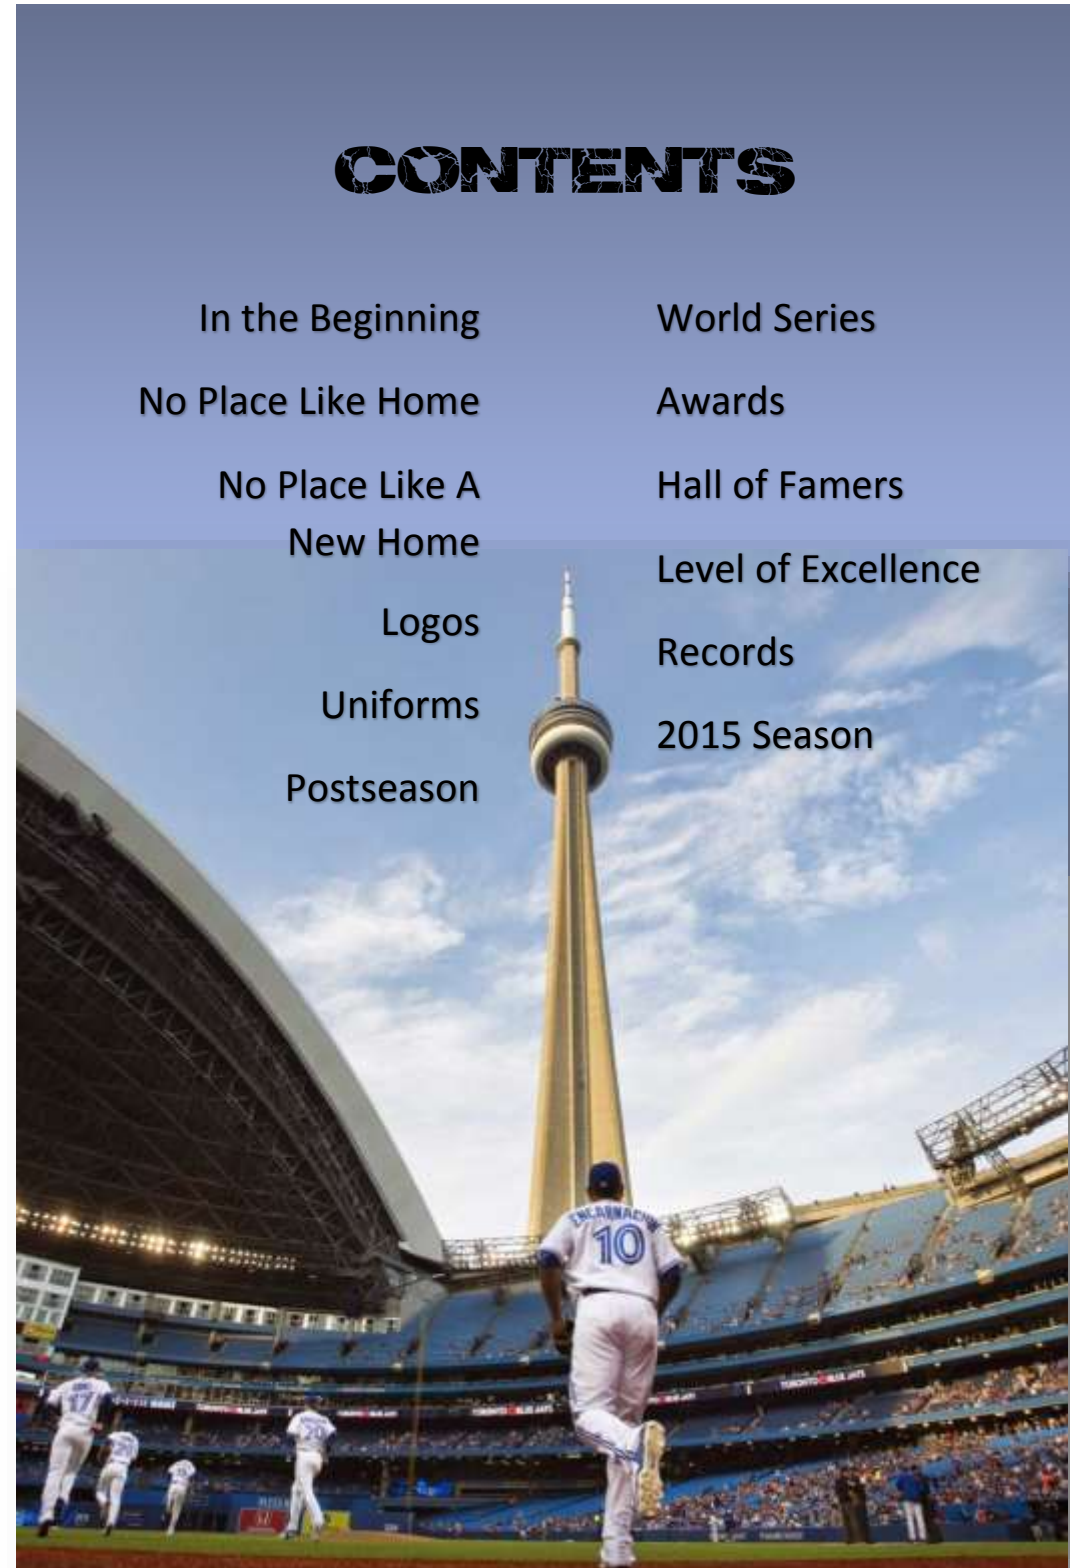 CONTENTS
In the Beginning
No Place Like Home
No Place Like A
New Home
Logos
Uniforms
Postseason
World Series
Awards
Hall of Famers
Level of Excellence
Records
2015 Season
ENCARNACION
10
17